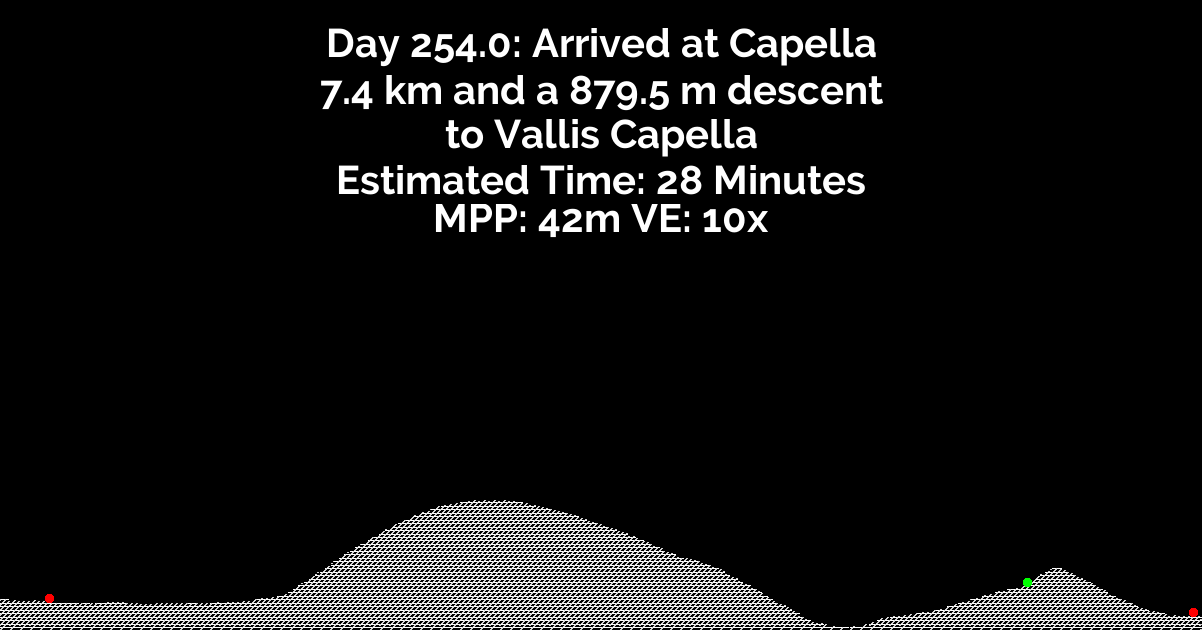 Day 254.0: Arrived at Capella
7.4 km and a 879.5 m descent
to Vallis Capella
Estimated Time: 28 Minutes
MPP: 42m VE: 10x